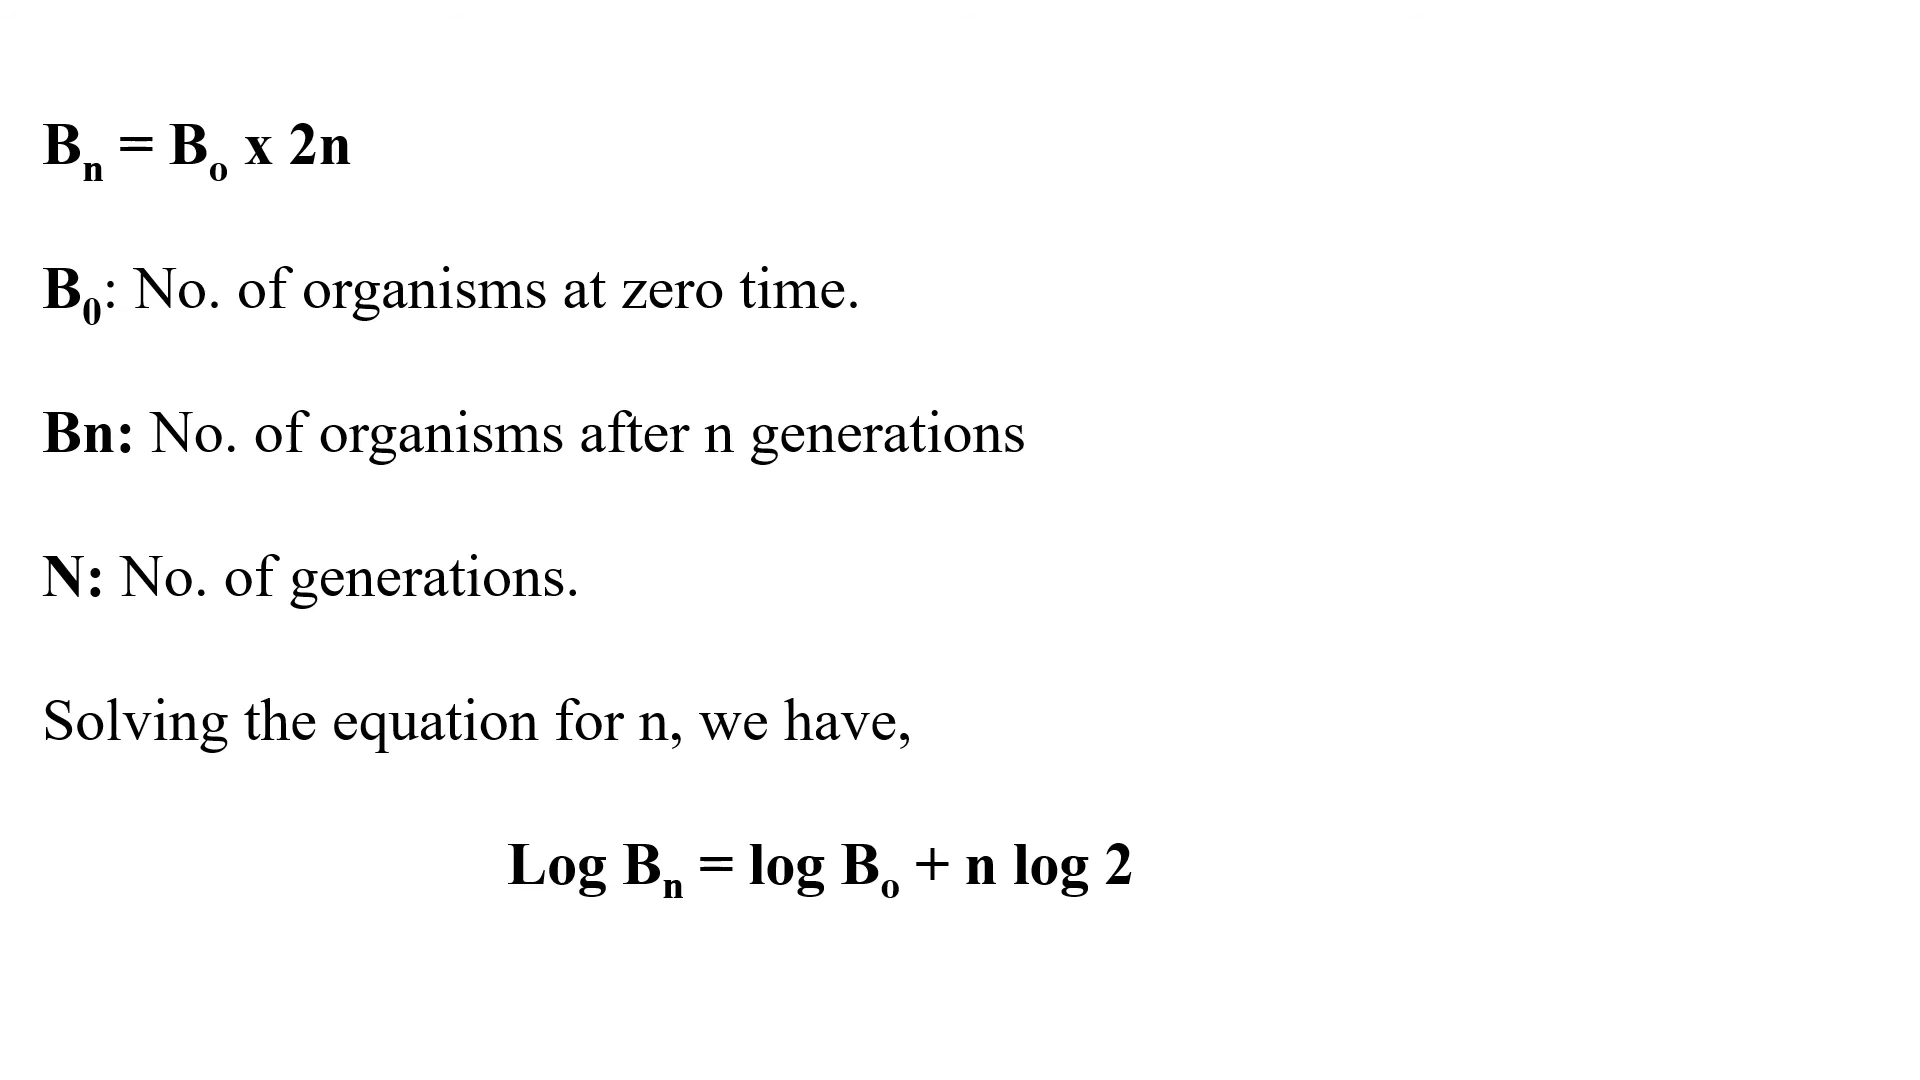 Bn = Bo x 2n
B0: No. of organisms at zero time.
Bn: No. of organisms after n generations
N: No. of generations.
Solving the equation for n, we have,
Log Bn = log Bo + n log 2